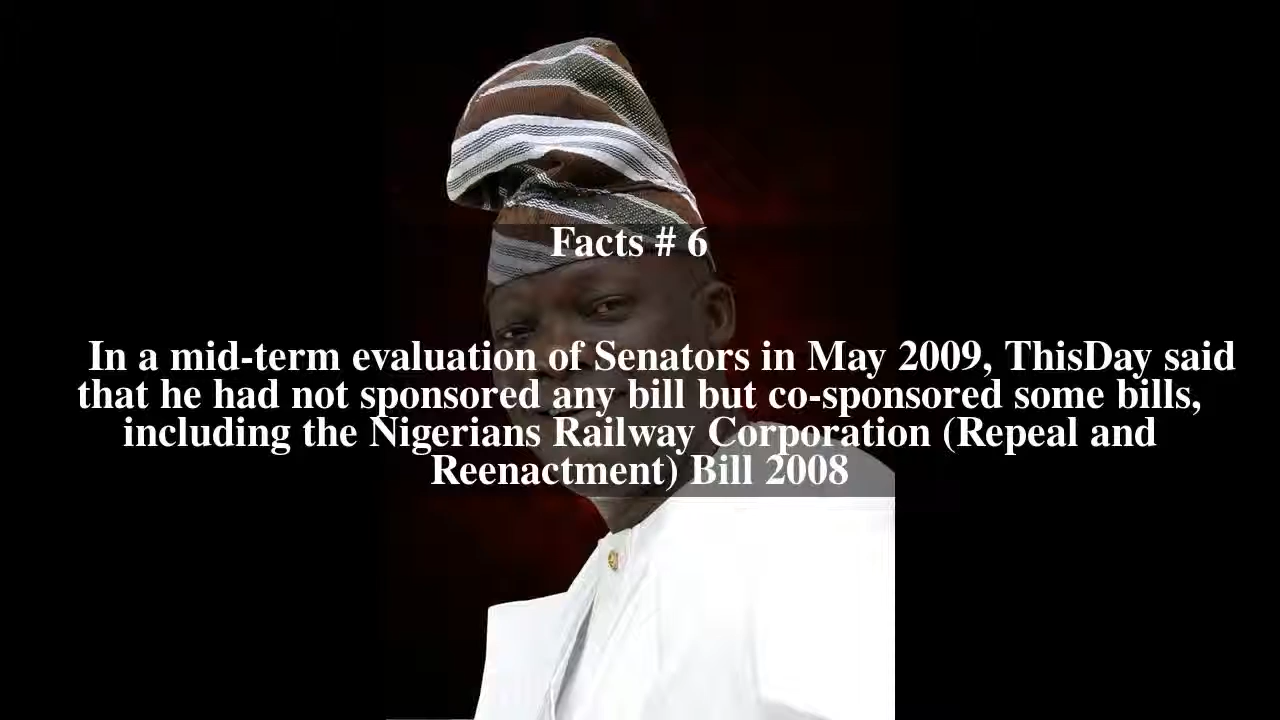 Facts # 6
In a mid-term evaluation of Senators in May 2009, ThisDay said
that he had not sponsored any bill but co-sponsored some bills,
including the Nigerians Railway Corporation (Repeal and
Reenactment) Bill 2008